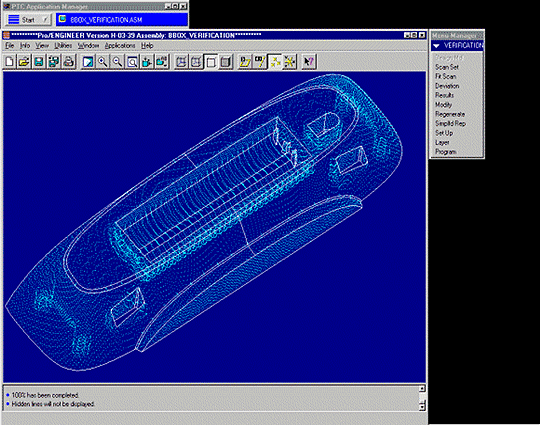 PTC Application Manager
Start
BBOX_VERIFICATION.ASM
**********Pro/ENGINEER Version H-03-39 Assembly: BBOX_VERIFICATION**********
File Info View Utilities Window Applications Help
Menu Manager
VERIFICATION
Scan Set
Fit Scan
Deviation
Results
Modify
Regenerate
Simplfd Rep
Set Up
Layer
Program
100% has been completed.
Hidden lines will not be displayed.